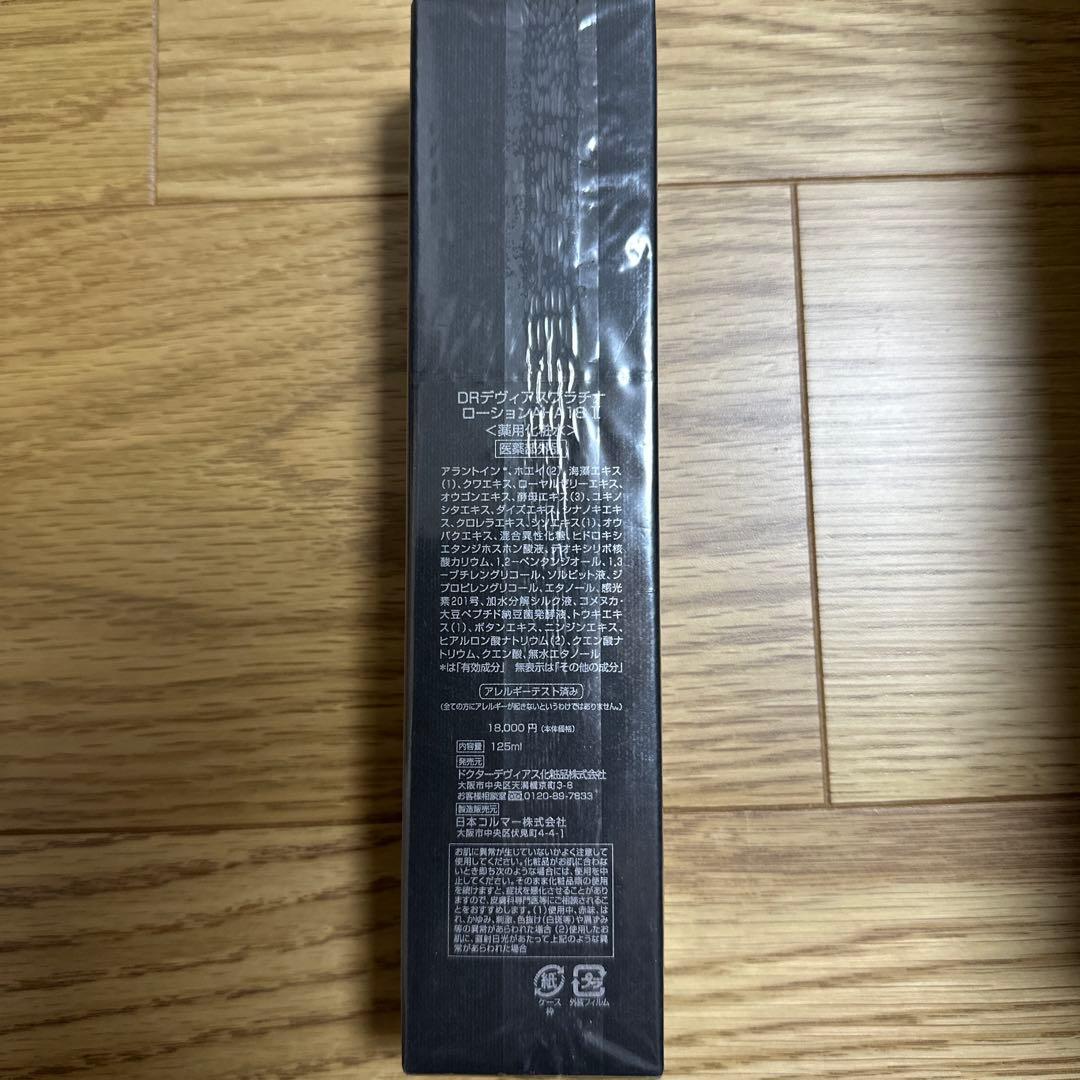 DRデヴィアスプラチナ
ローションAHA18 Ⅱ
<薬用化粧水>
医薬部外品
アラントイン*、ホエイ(2)、海藻エキス
(1)、クワエキス、ローヤルゼリーエキス、
オウゴンエキス、酵母エキス(3)、ユキノ
シタエキス、ダイズエキス、シナノキエキ
ス、クロレラエキス、シソエキス(1)、オウ
バクエキス、混合異性化糖、ヒドロキシ
エタンジホスホン酸液、デオキシリボ核
酸カリウム、1,2-ペンタンジオール、1,3
-ブチレングリコール、ソルビット液、ジ
プロピレングリコール、エタノール、感光
素201号、加水分解シルク液、コメヌカ・
大豆ペプチド納豆菌発酵液、トウキエキ
ス(1)、ボタンエキス、ニンジンエキス、
ヒアルロン酸ナトリウム(2)、クエン酸ナ
トリウム、クエン酸、無水エタノール
*は「有効成分」 無表示は「その他の成分」
アレルギーテスト済み
(全ての方にアレルギーが起きないというわけではありません。)
18,000円(本体価格)
内容量 125ml
発売元
ドクターデヴィアス化粧品株式会社
大阪市中央区天満橋京町3-8
お客様相談室 0120-89-7833
製造販売元
日本コルマー株式会社
大阪市中央区伏見町4-4-1
お肌に異常が生じていないかよく注意して
使用してください。化粧品がお肌に合わな
いとき即ち次のような場合には、使用を中
止してください。そのまま化粧品類の使用
を続けますと、症状を悪化させることがあり
ますので、皮膚科専門医等にご相談されるこ
とをおすすめします。(1)使用中、赤味、は
れ、かゆみ、刺激、色抜け(白斑等)や黒ずみ
等の異常があらわれた場合 (2)使用したお
肌に、直射日光があたって上記のような異
常があらわれた場合
紙 プラ
ケース 外装フィルム
枠